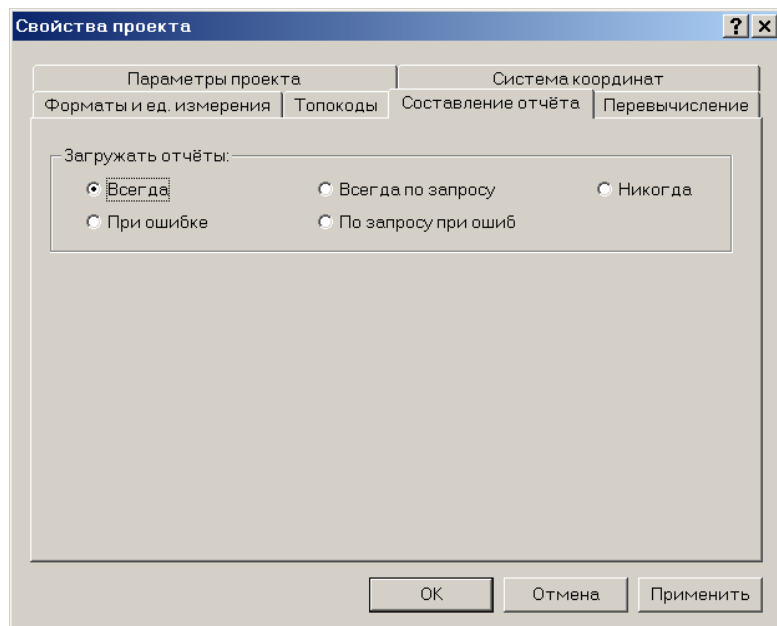 Свойства проекта
Параметры проекта Система координат
Форматы и ед. измерения Топокоды Составление отчёта Перевычисление
Загружать отчёты:
Всегда Всегда по запросу Никогда
При ошибке По запросу при ошиб
OK Отмена Применить